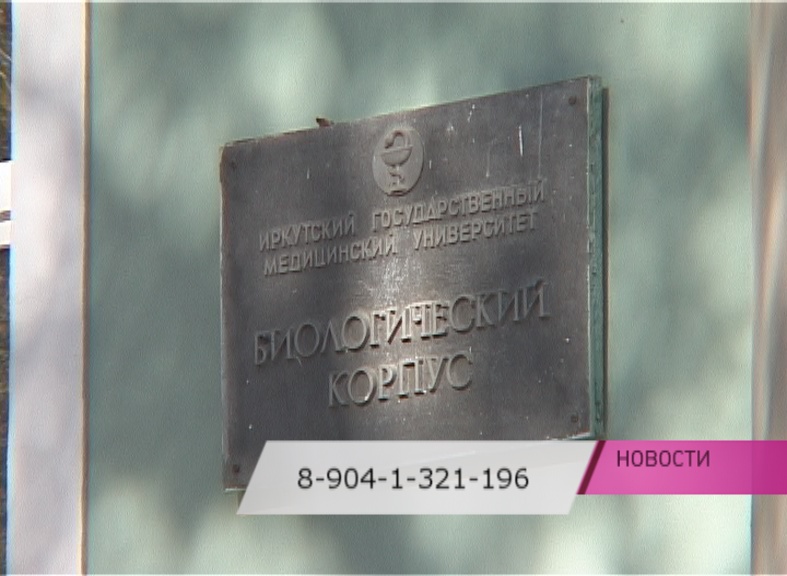 ИРКУТСКИЙ ГОСУДАРСТВЕННЫЙ
МЕДИЦИНСКИЙ УНИВЕРСИТЕТ
БИОЛОГИЧЕСКИЙ
КОРПУС
8-904-1-321-196
НОВОСТИ